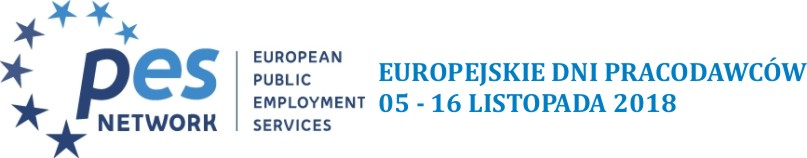 pes
NETWORK
EUROPEAN
PUBLIC
EMPLOYMENT
SERVICES
EUROPEJSKIE DNI PRACODAWCÓW
05 - 16 LISTOPADA 2018